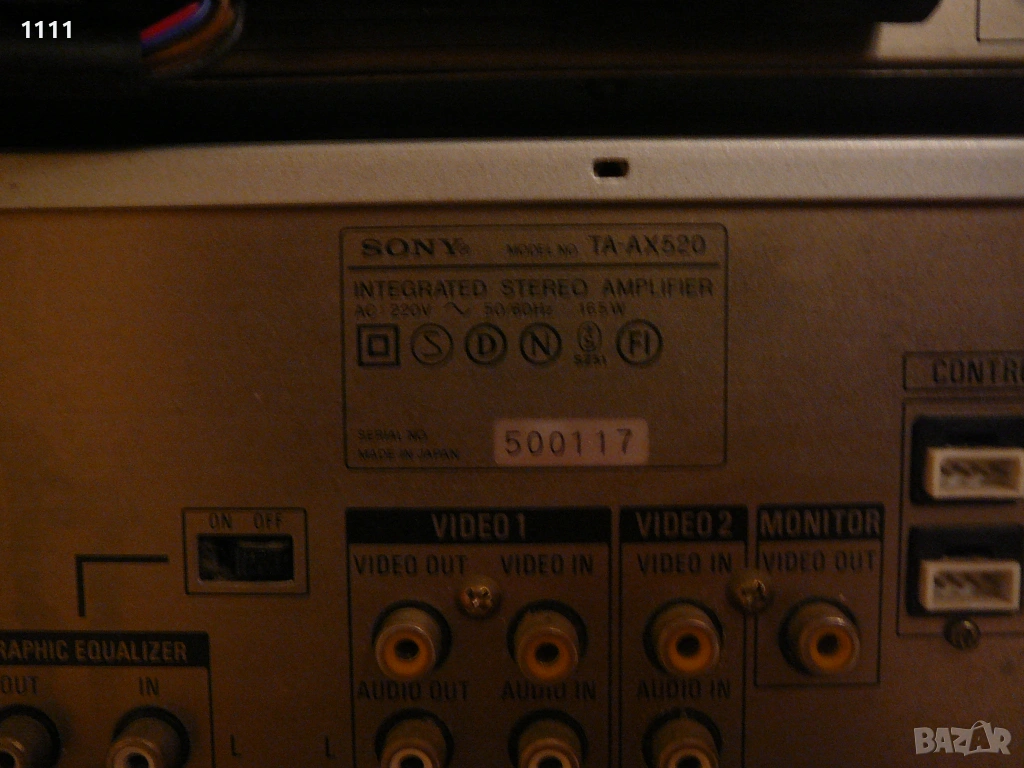 1111
SONY® MODEL NO. TA-AX520
INTEGRATED STEREO AMPLIFIER
AC: 220V 50/60Hz 165W
S D N S FI
5251
SERIAL NO.
500117
MADE IN JAPAN
CONTRO
ON OFF
VIDEO 1
VIDEO 2
MONITOR
VIDEO OUT VIDEO IN
VIDEO IN
VIDEO OUT
RAPHIC EQUALIZER
OUT IN
AUDIO OUT AUDIO IN
AUDIO IN
L L
BAZAR